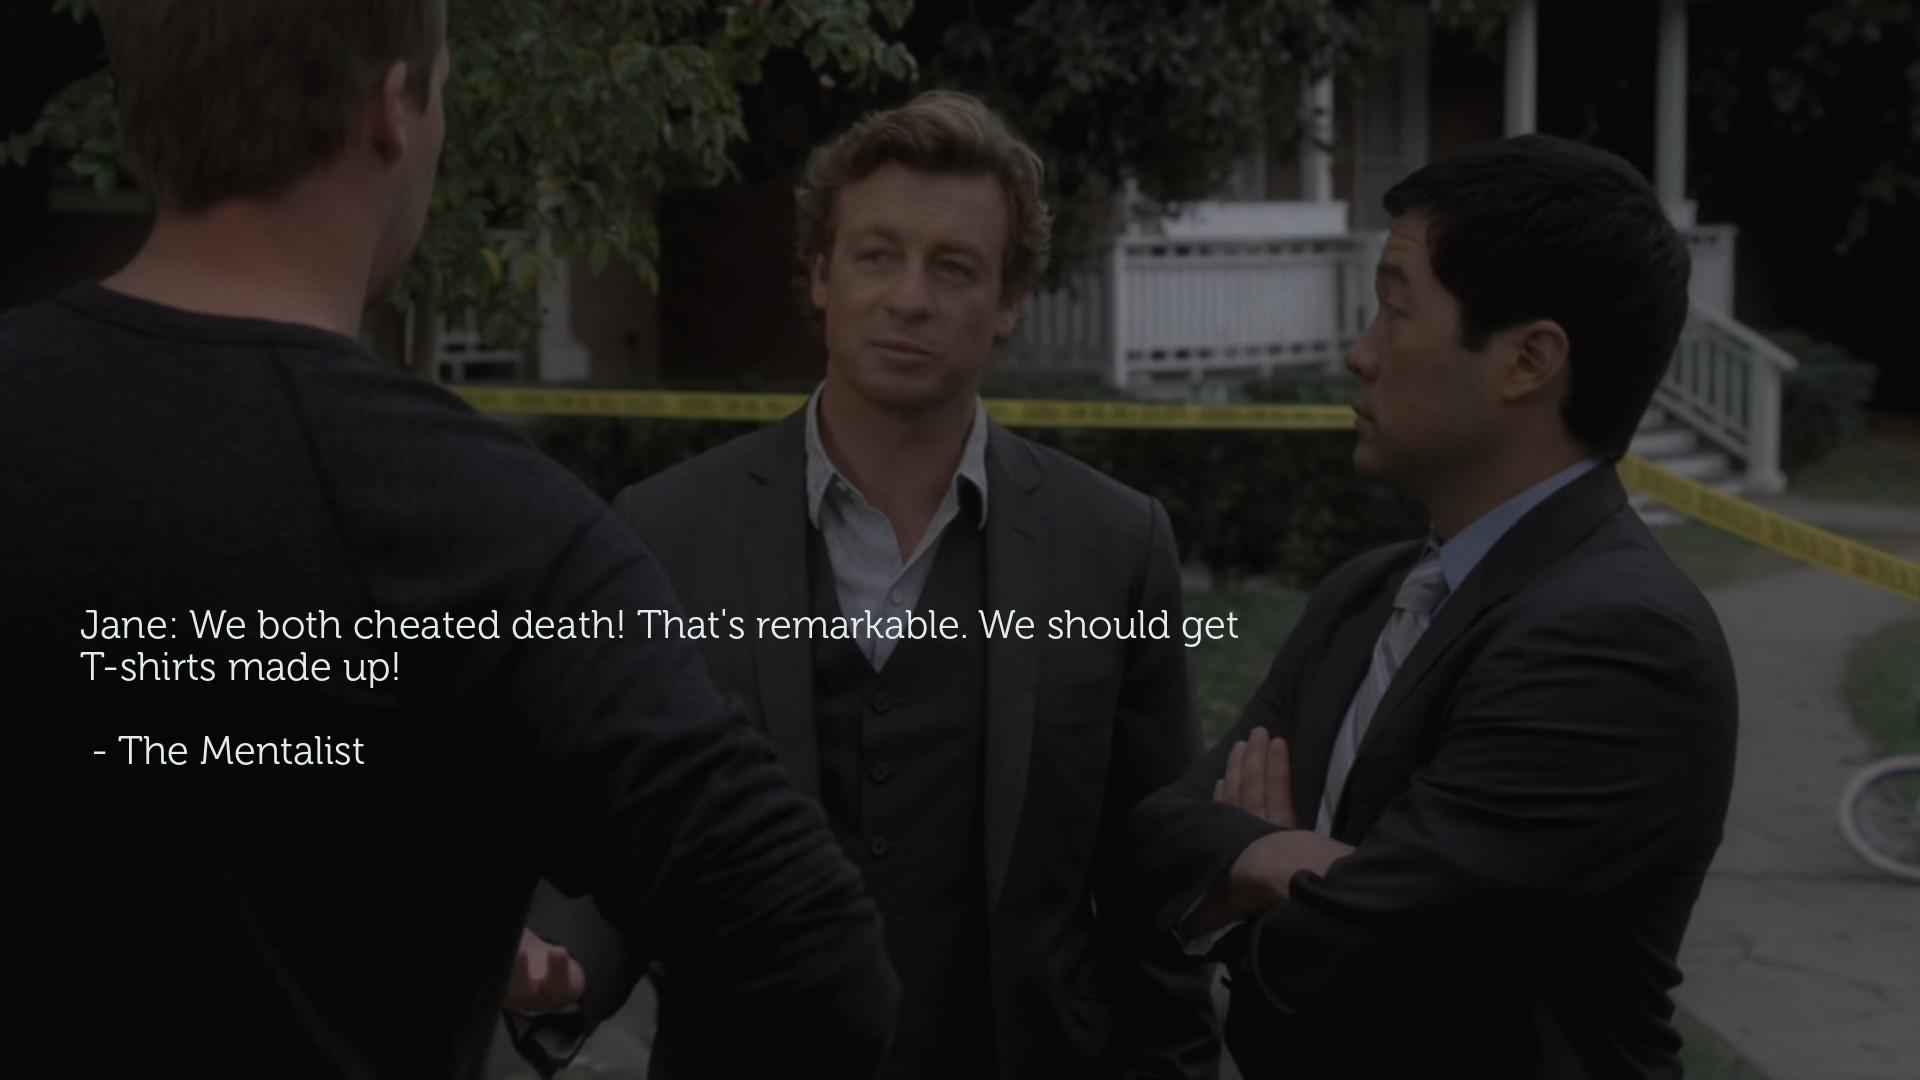 Jane: We both cheated death! That's remarkable. We should get
T-shirts made up!
- The Mentalist